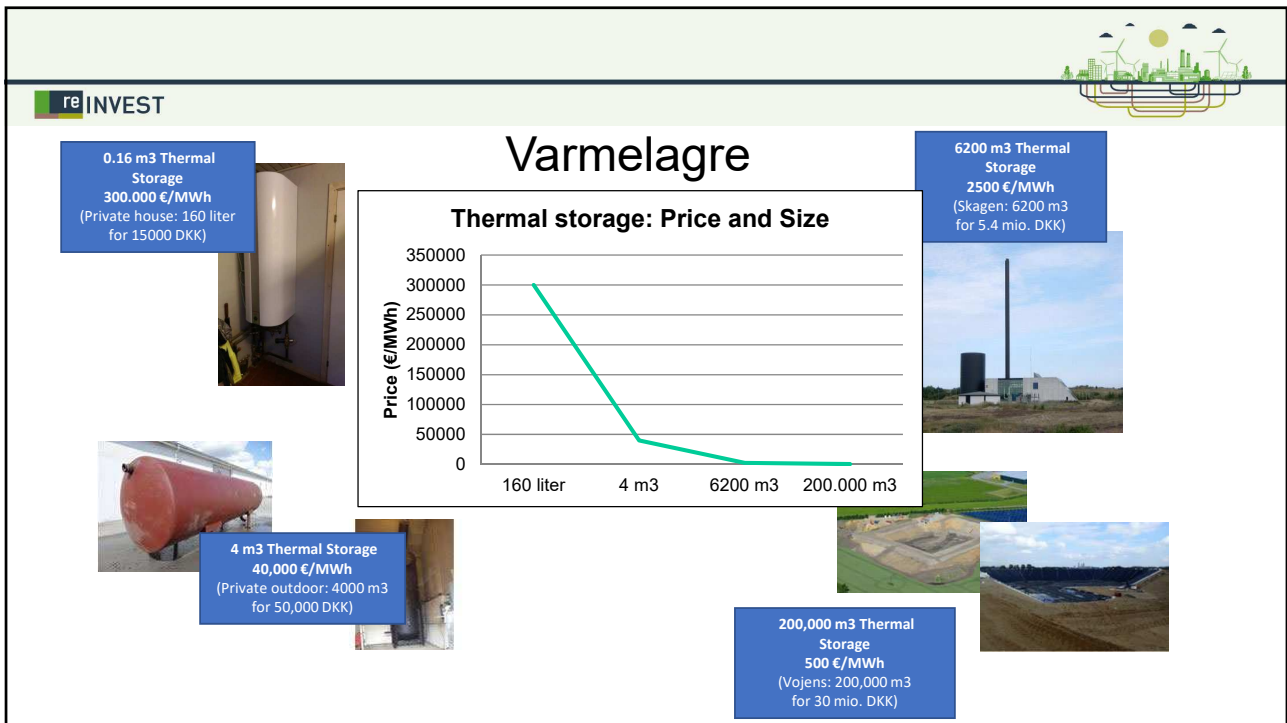 re INVEST
Varmelagre
0.16 m3 Thermal
Storage
300.000 €/MWh
(Private house: 160 liter
for 15000 DKK)
6200 m3 Thermal
Storage
2500 €/MWh
(Skagen: 6200 m3
for 5.4 mio. DKK)
Thermal storage: Price and Size
Price (€/MWh)
350000
300000
250000
200000
150000
100000
50000
0
160 liter 4 m3 6200 m3 200.000 m3
4 m3 Thermal Storage
40,000 €/MWh
(Private outdoor: 4000 m3
for 50,000 DKK)
200,000 m3 Thermal
Storage
500 €/MWh
(Vojens: 200,000 m3
for 30 mio. DKK)